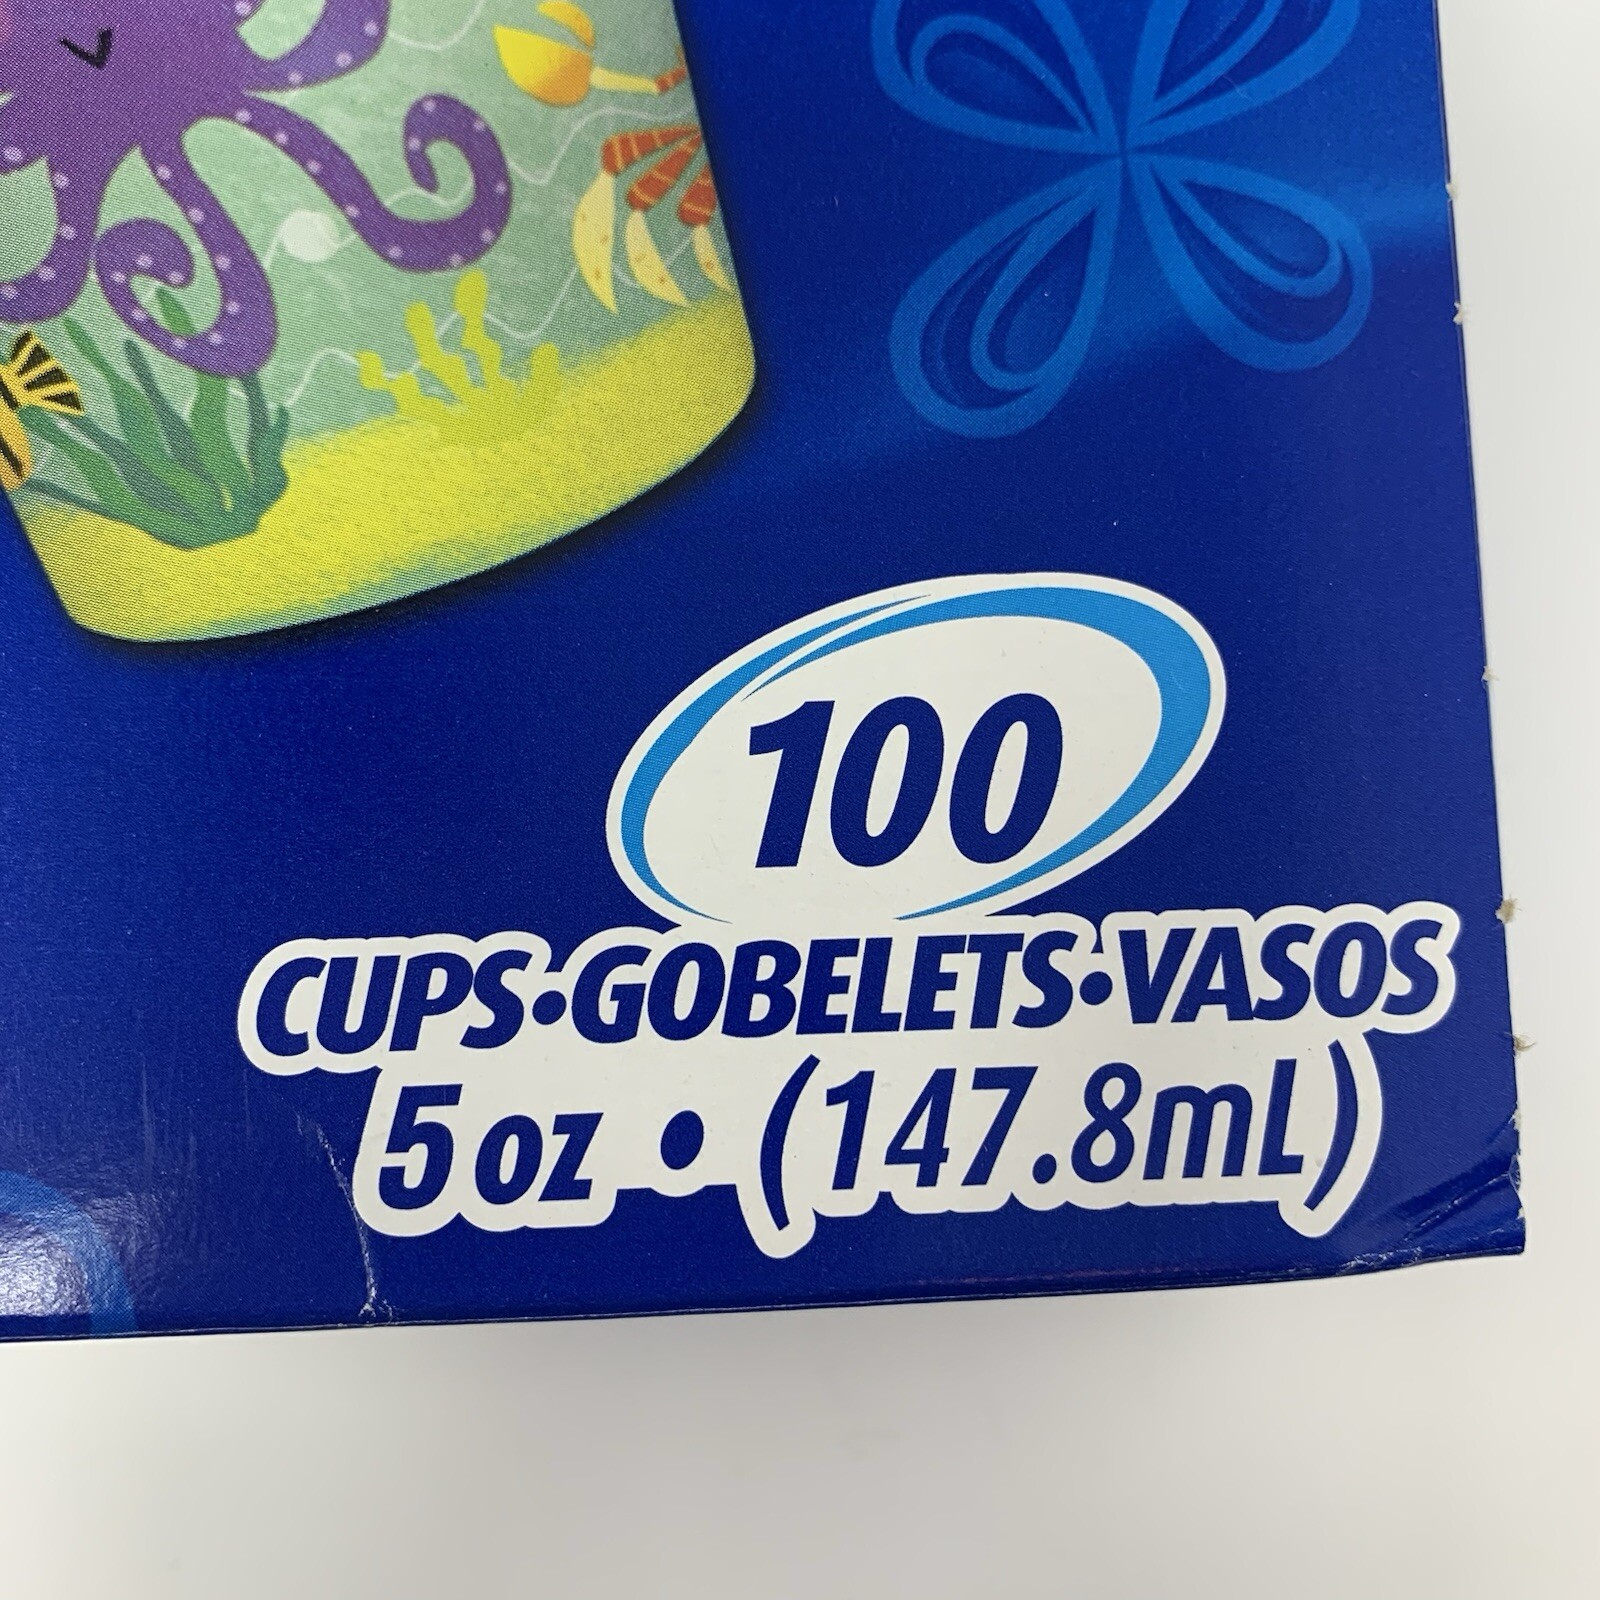 100
CUPS•GOBELETS•VASOS
5 oz • (147.8mL)